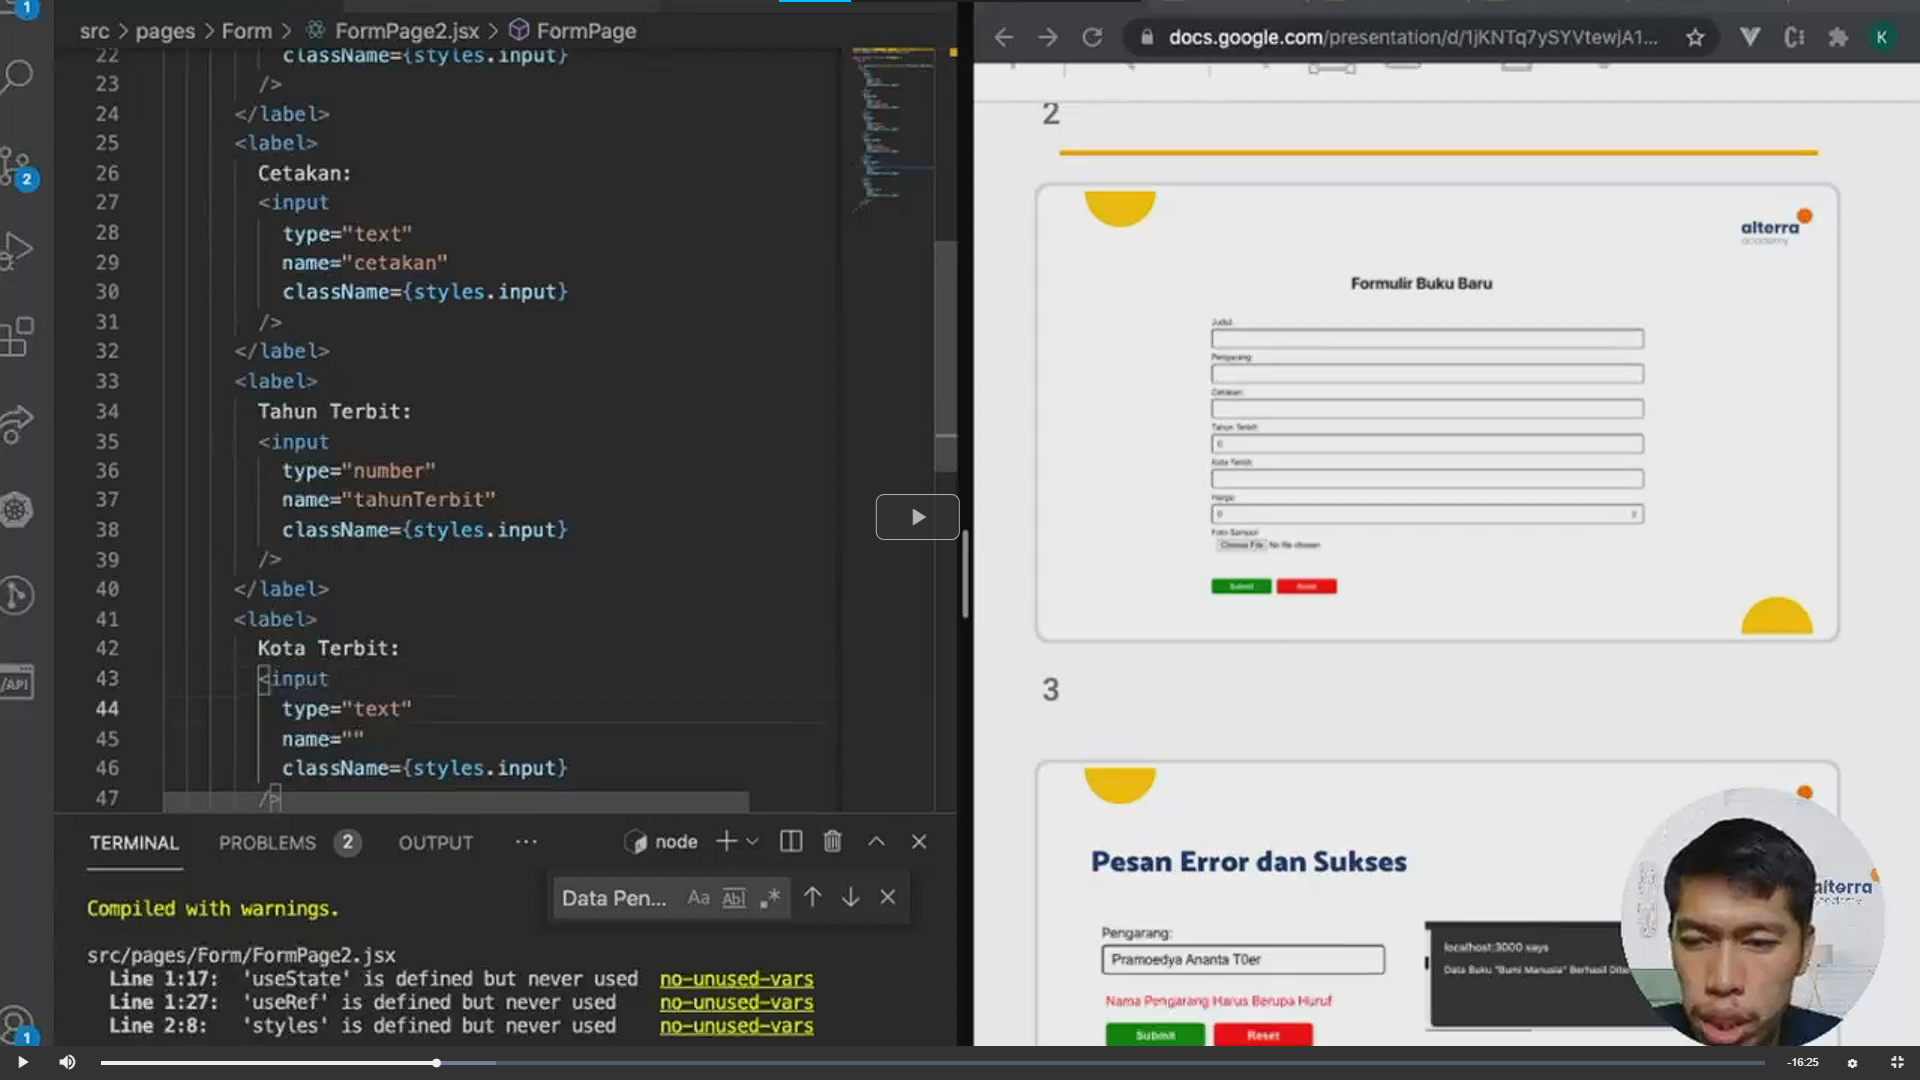 1
src > pages > Form > FormPage2.jsx > FormPage
22 className={styles.input}
23 />
24 </label>
25 <label>
26 Cetakan:
27 <input
28 type="text"
29 name="cetakan"
30 className={styles.input}
31 />
32 </label>
33 <label>
34 Tahun Terbit:
35 <input
36 type="number"
37 name="tahunTerbit"
38 className={styles.input}
39 />
40 </label>
41 <label>
42 Kota Terbit:
43 <input
44 type="text"
45 name=""
46 className={styles.input}
47 />
2
/API
1
TERMINAL PROBLEMS 2 OUTPUT ··· node
Data Pen... Aa Abl .*
Compiled with warnings.
src/pages/Form/FormPage2.jsx
Line 1:17: 'useState' is defined but never used no-unused-vars
Line 1:27: 'useRef' is defined but never used no-unused-vars
Line 2:8: 'styles' is defined but never used no-unused-vars
docs.google.com/presentation/d/1jKNTq7ySYVtewjA1...
K
2
alterra
academy
Formulir Buku Baru
Judul:
Pengarang:
Cetakan:
Tahun Terbit:
0
Kota Terbit:
Harga:
0
Foto Sampul:
Choose File No file chosen
Submit Reset
3
Pesan Error dan Sukses
Pengarang:
Pramoedya Ananta T0er
Nama Pengarang Harus Berupa Huruf
Submit Reset
localhost:3000 says
Data Buku "Bumi Manusia" Berhasil
alterra
-16:25